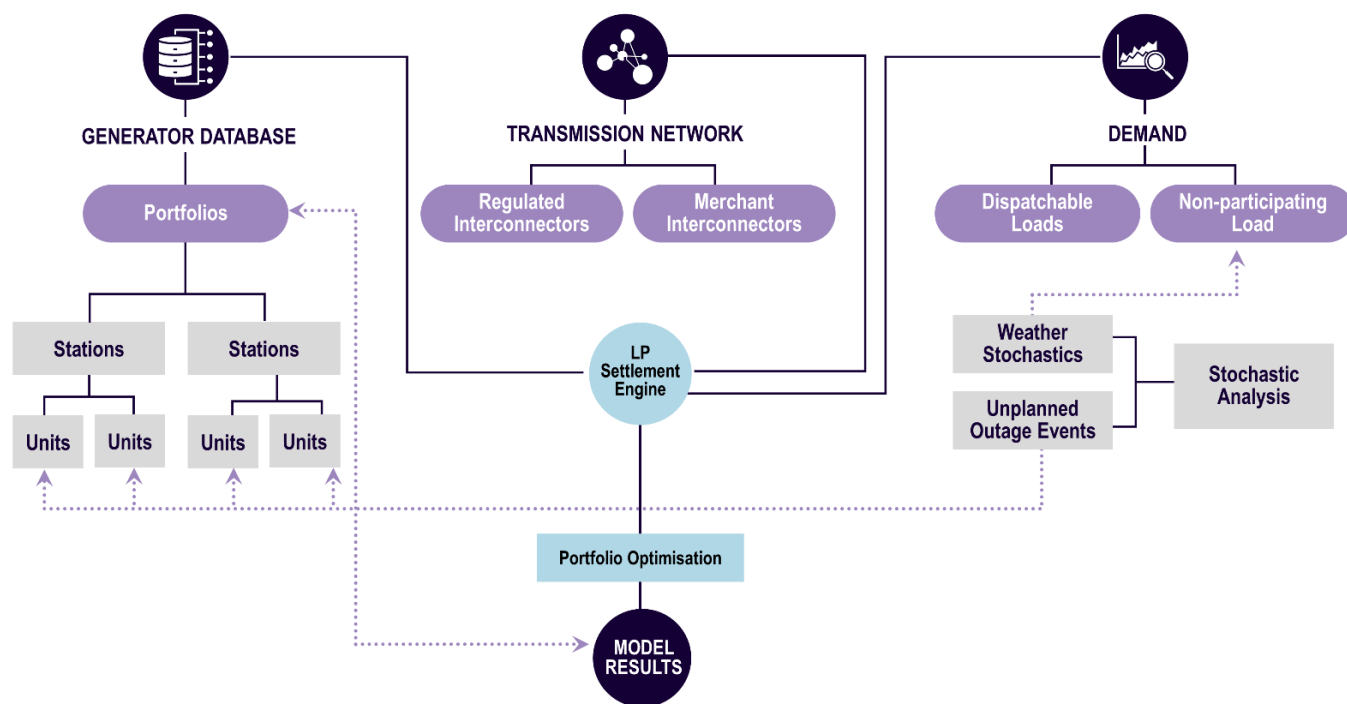 GENERATOR DATABASE
TRANSMISSION NETWORK
DEMAND
Portfolios
Regulated
Interconnectors
Merchant
Interconnectors
Dispatchable
Loads
Non-participating
Load
Stations
Stations
Units
Units
Units
Units
LP
Settlement
Engine
Weather
Stochastics
Unplanned
Outage Events
Stochastic
Analysis
Portfolio Optimisation
MODEL
RESULTS